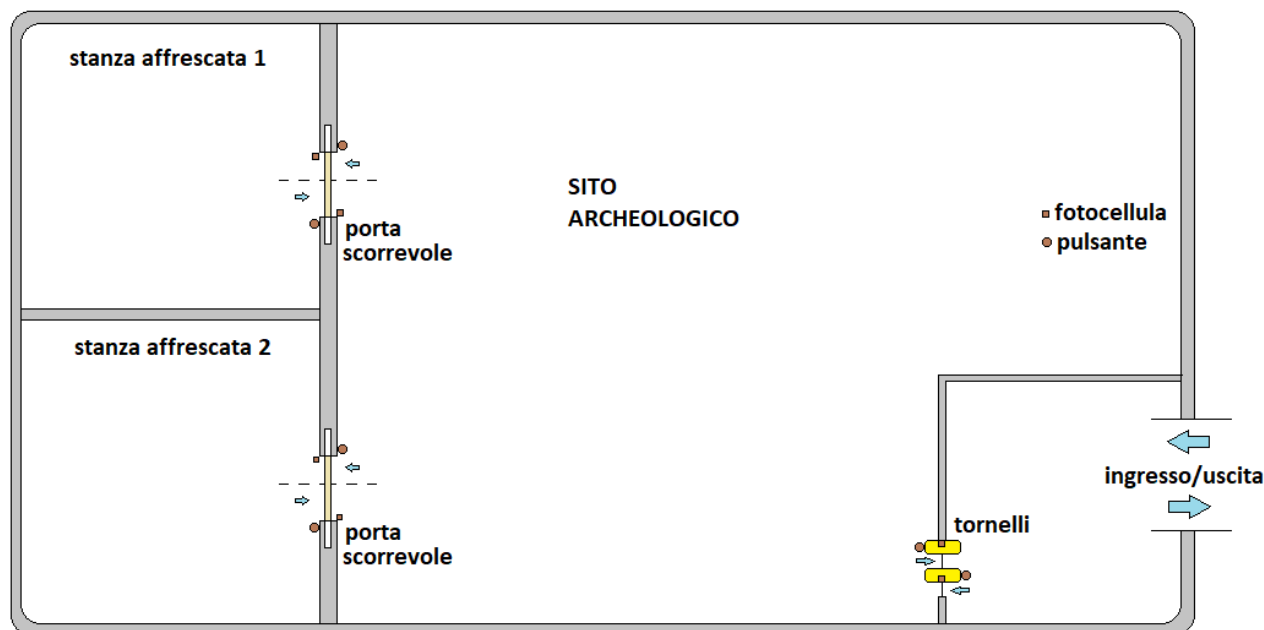 stanza affrescata 1
SITO
ARCHEOLOGICO
fotocellula
pulsante
porta
scorrevole
stanza affrescata 2
ingresso/uscita
tornelli
porta
scorrevole